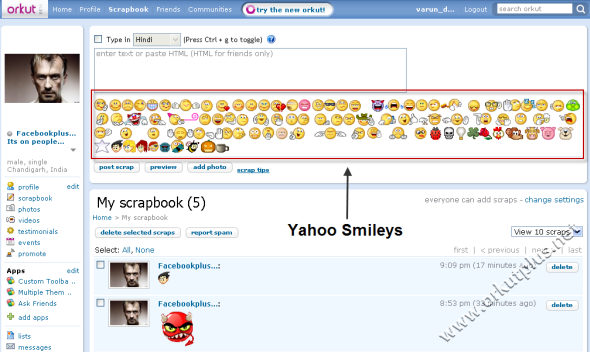 orkut Home Profile Scrapbook Friends Communities try the new orkut! varun_d... Logout search orkut
Type in Hindi (Press Ctrl + g to toggle)
enter text or paste HTML (HTML for friends only)
post scrap preview add photo scrap tips
Facebookplus...
Its on people...
male, single
Chandigarh, India
profile edit
scrapbook
photos
videos
testimonials
events
promote
Apps edit
Custom Toolba ..
Multiple Them ..
Ask Friends
add apps
lists
messages
Yahoo Smileys
My scrapbook (5)
everyone can add scraps - change settings
Home > My scrapbook
delete selected scraps report spam
View 10 scraps
Select: All, None
first | < previous | | last
Facebookplus...:
9:09 pm (17 minutes ago) delete
Facebookplus...:
8:53 pm (33 minutes ago) delete
www.orkutplus.net